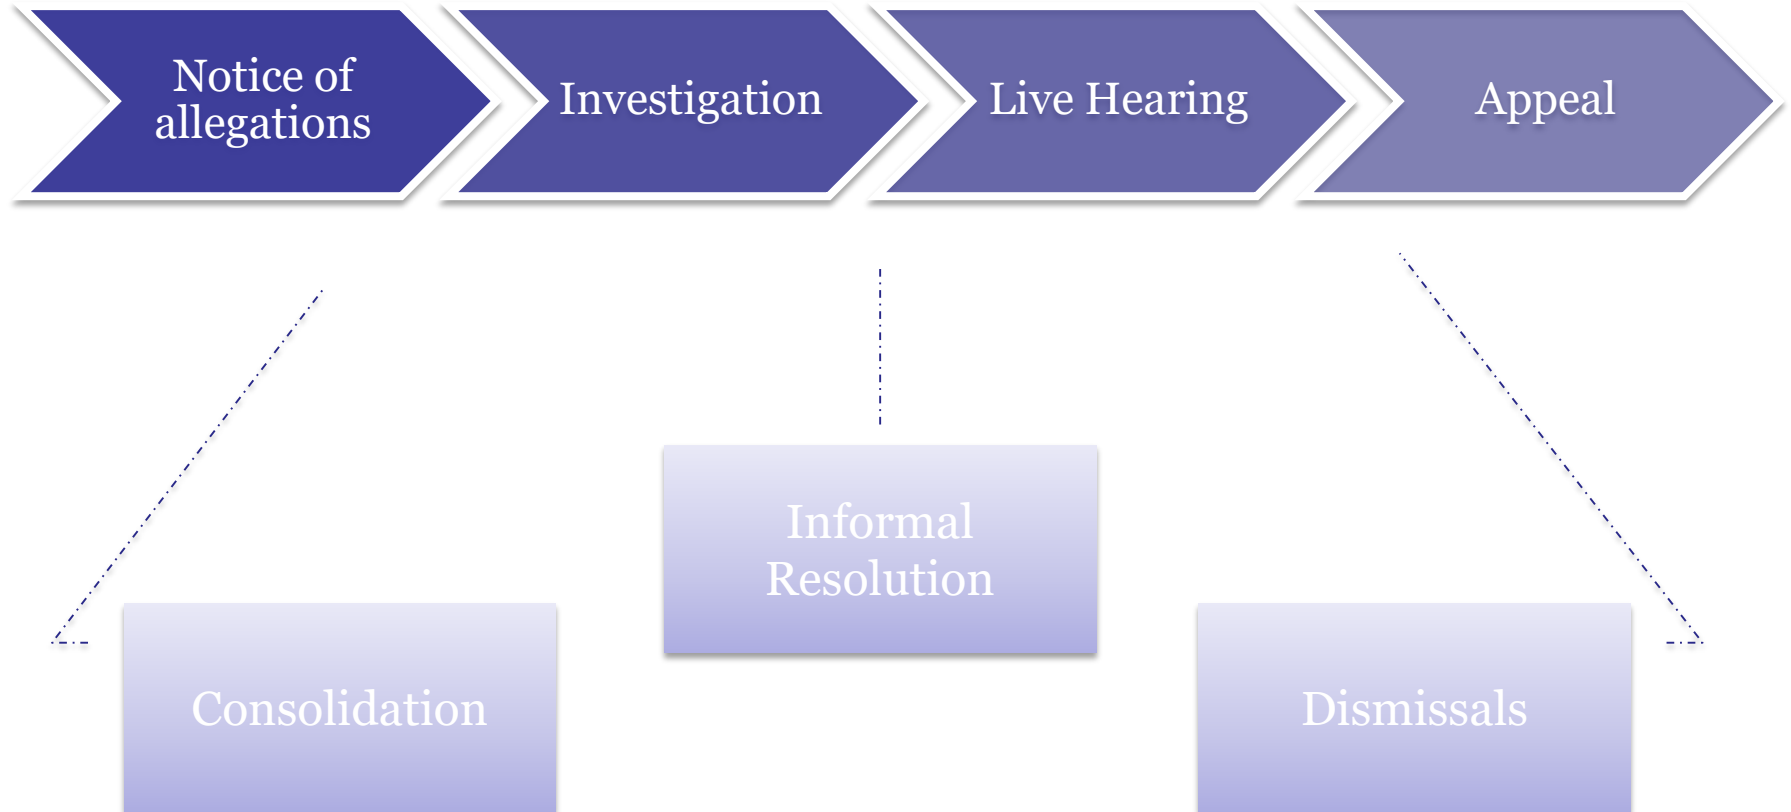 Notice of
allegations
Investigation
Live Hearing
Appeal
Informal
Resolution
Consolidation
Dismissals